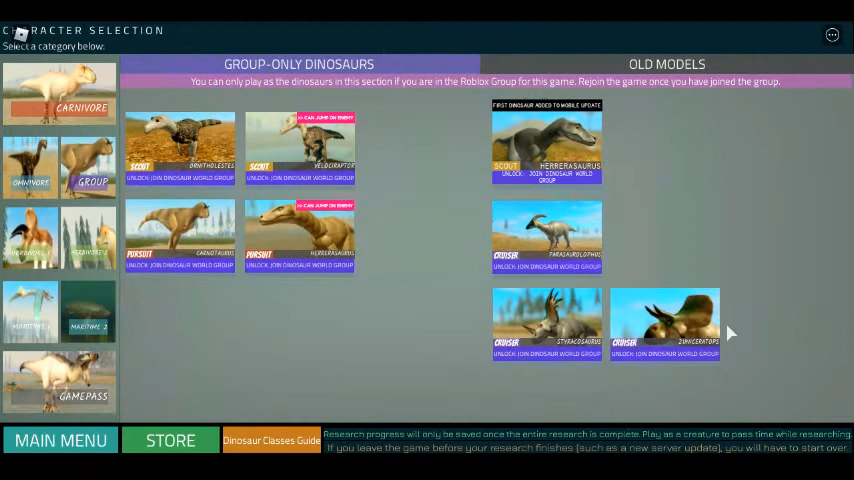 CHARACTER SELECTION
Select a category below:
GROUP-ONLY DINOSAURS
OLD MODELS
You can only play as the dinosaurs in this section if you are in the Roblox Group for this game. Rejoin the game once you have joined the group.
CARNIVORE
OMNIVORE
GROUP
HERBIVORE 1
HERBIVORE 2
MARITIME 1
MARITIME 2
GAMEPASS
SCOUT
ORNITHOLESTES
UNLOCK: JOIN DINOSAUR WORLD GROUP
>> CAN JUMP ON ENEMY
SCOUT
VELOCIRAPTOR
UNLOCK: JOIN DINOSAUR WORLD GROUP
PURSUIT
CARNOTAURUS
UNLOCK: JOIN DINOSAUR WORLD GROUP
>> CAN JUMP ON ENEMY
PURSUIT
HERRERASAURUS
UNLOCK: JOIN DINOSAUR WORLD GROUP
FIRST DINOSAUR ADDED TO MOBILE UPDATE
SCOUT
HERRERASAURUS
UNLOCK: JOIN DINOSAUR WORLD
GROUP
CRUISER
PARASAUROLOPHUS
UNLOCK: JOIN DINOSAUR WORLD GROUP
CRUISER
STYRACOSAURUS
UNLOCK: JOIN DINOSAUR WORLD GROUP
CRUISER
ZUNICERATOPS
UNLOCK: JOIN DINOSAUR WORLD GROUP
MAIN MENU
STORE
Dinosaur Classes Guide
Research progress will only be saved once the entire research is complete. Play as a creature to pass time while researching.
If you leave the game before your research finishes (such as a new server update), you will have to start over.